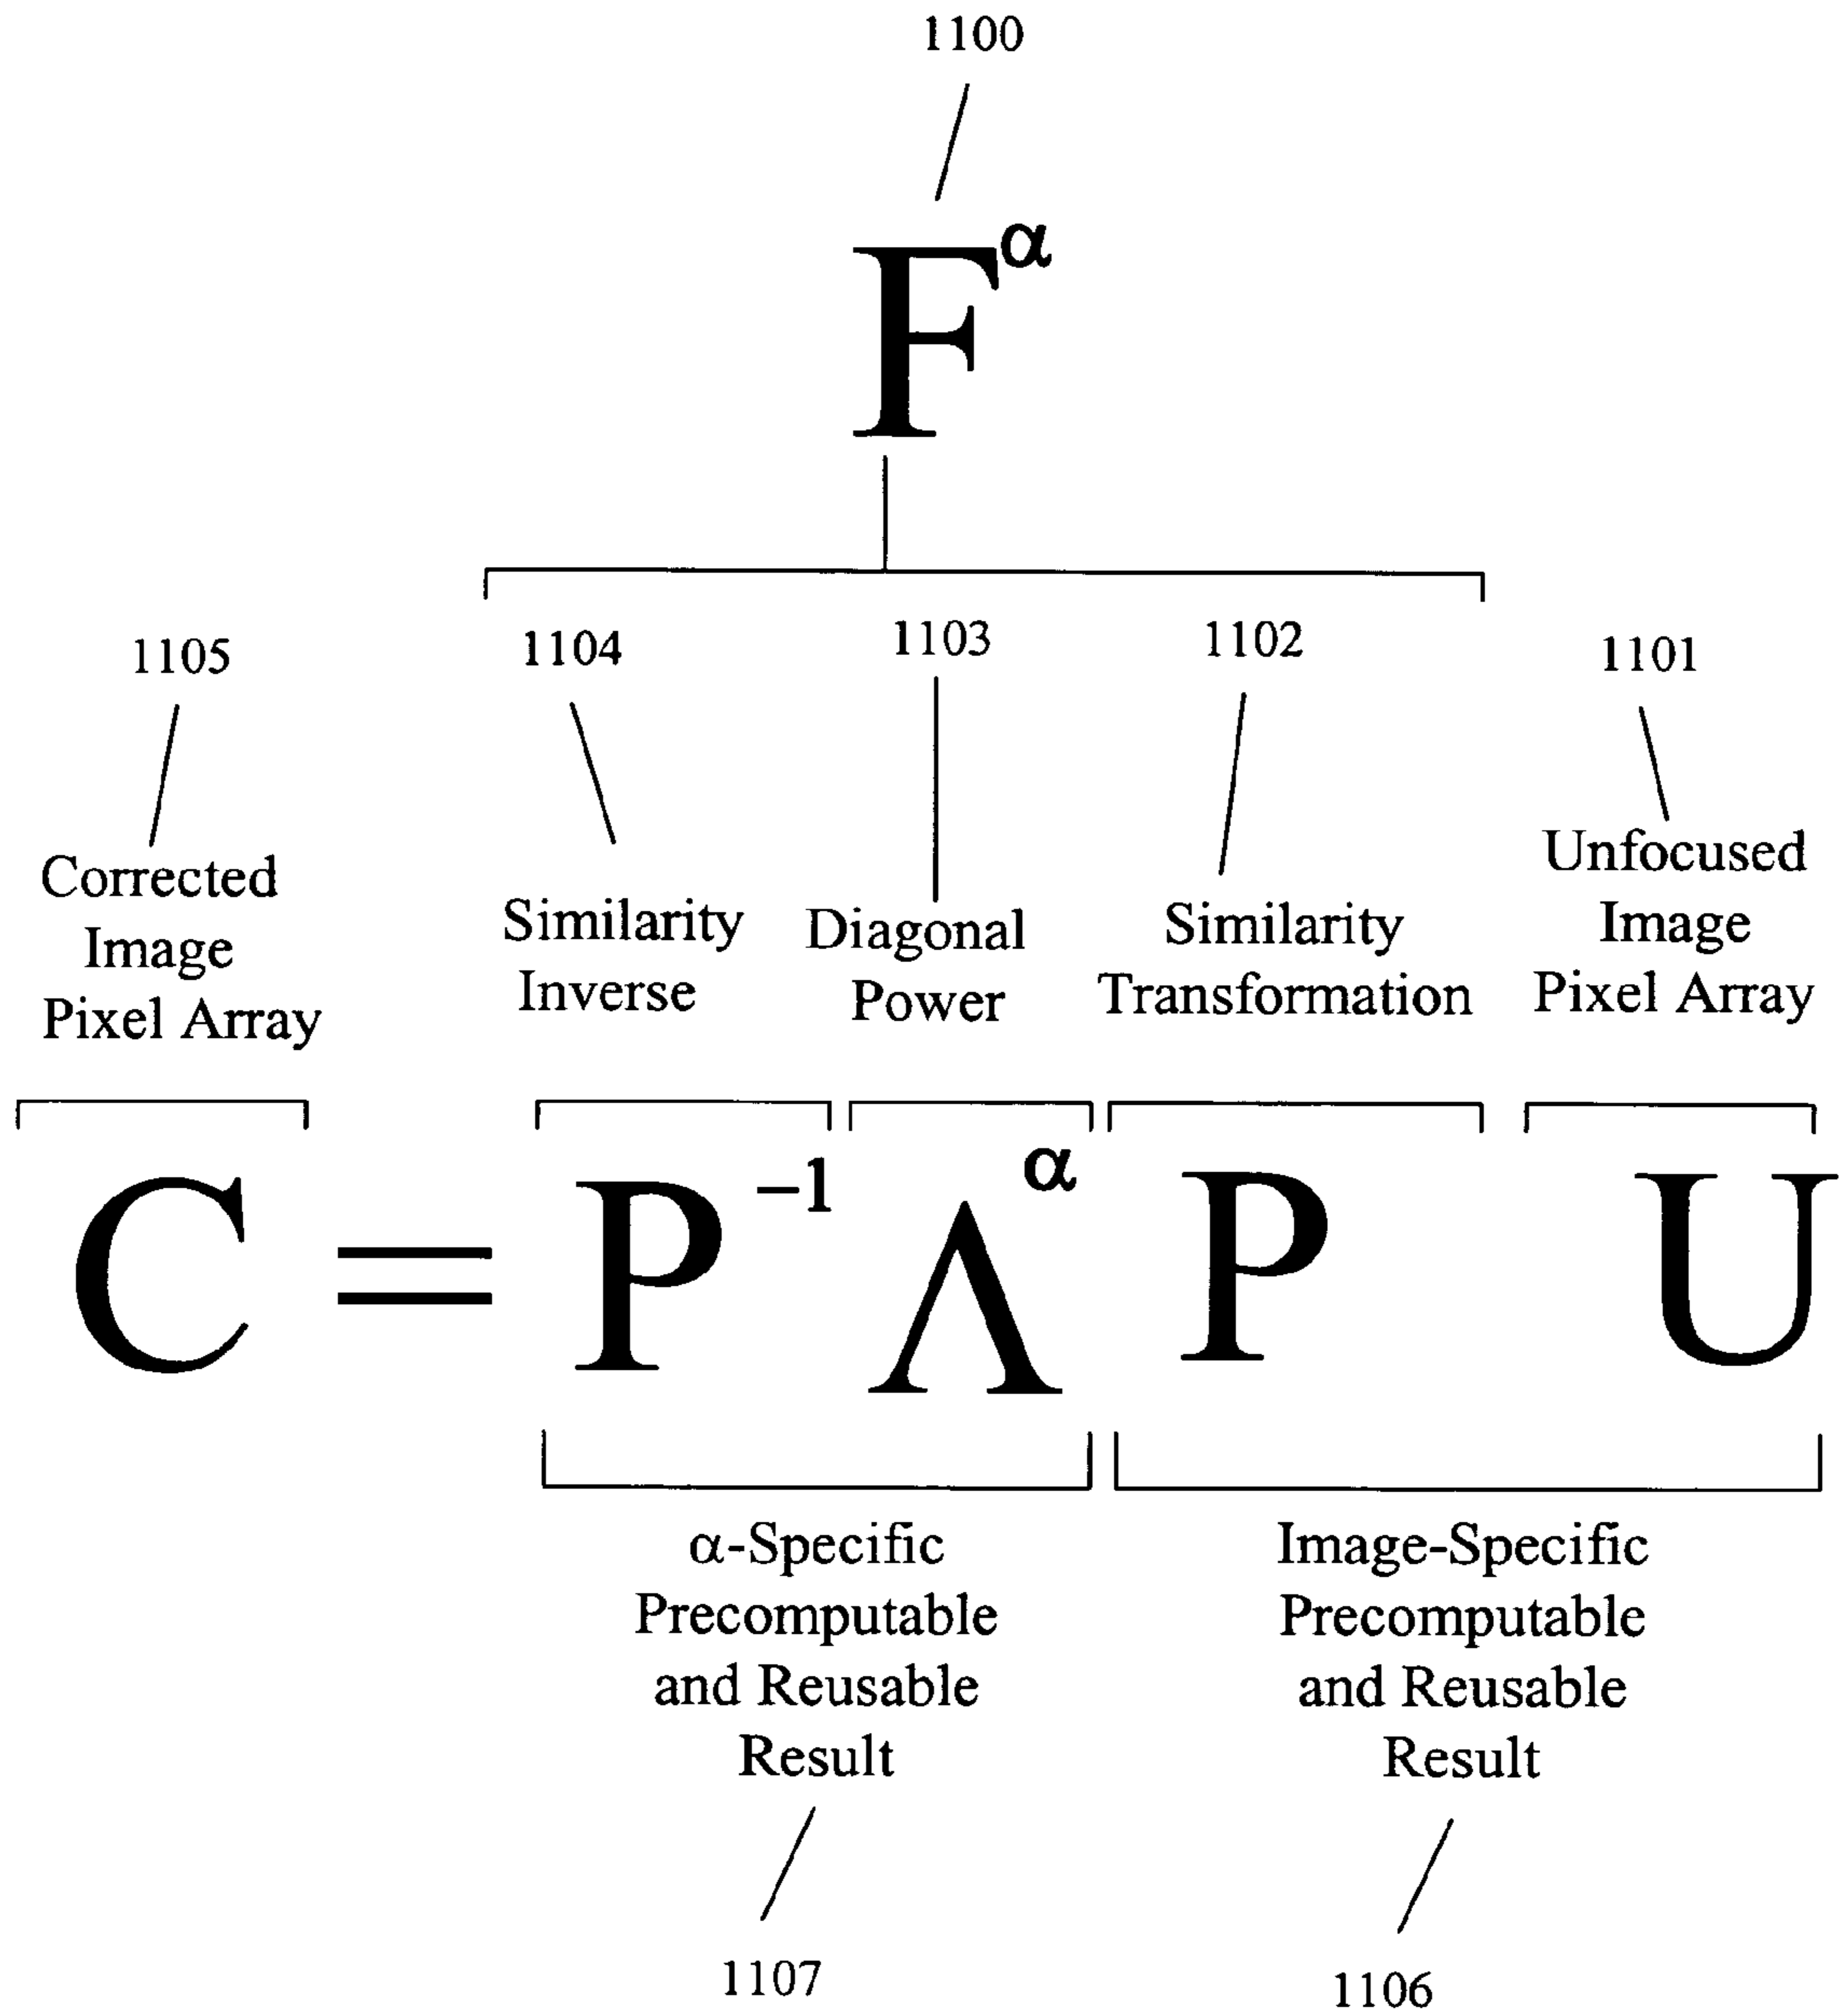 1100
F^α
1105
1104
1103
1102
1101
Corrected
Image
Pixel Array
Similarity
Inverse
Diagonal
Power
Similarity
Transformation
Unfocused
Image
Pixel Array
C = P^−1 Λ^α P U
α-Specific
Precomputable
and Reusable
Result
Image-Specific
Precomputable
and Reusable
Result
1107
1106